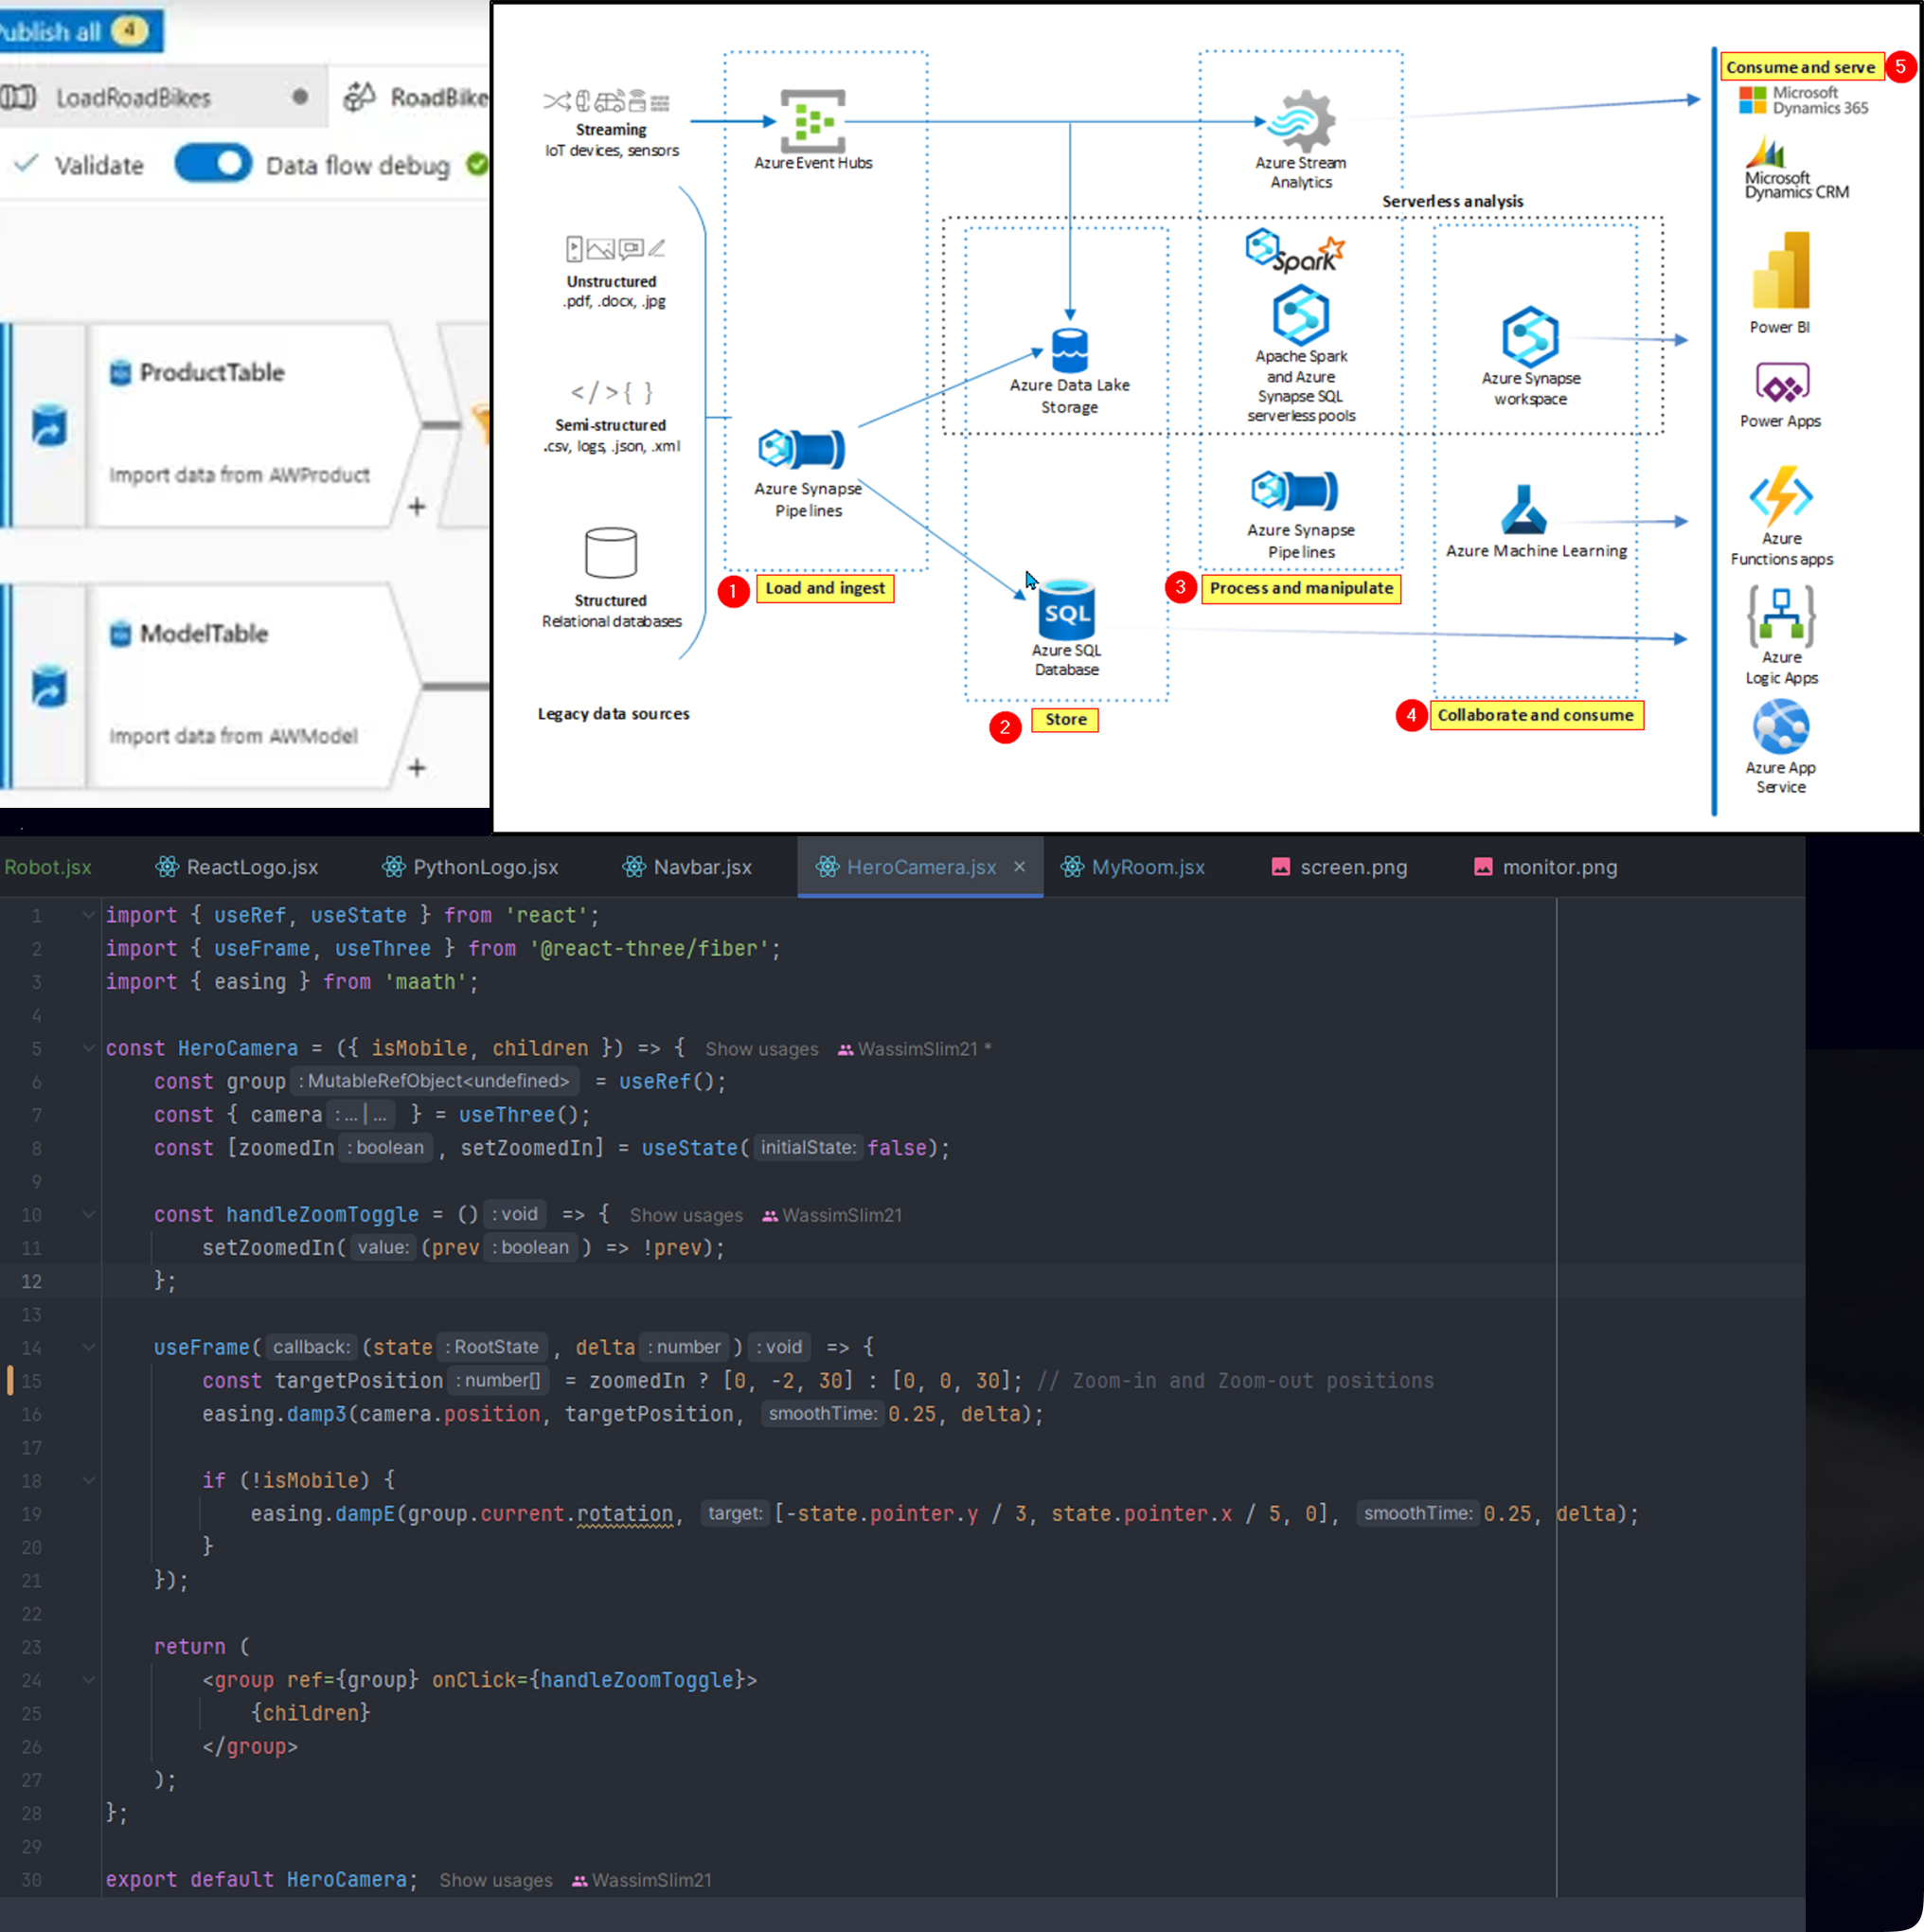 Publish all 4
LoadRoadBikes
RoadBike
Validate
Data flow debug
ProductTable
Import data from AWProduct
+
ModelTable
Import data from AWModel
+
Streaming
IoT devices, sensors
Unstructured
.pdf, .docx, .jpg
</>{ }
Semi-structured
.csv, logs, .json, .xml
Structured
Relational databases
Legacy data sources
Azure Event Hubs
Azure Synapse
Pipelines
1 Load and ingest
Azure Data Lake
Storage
SQL
Azure SQL
Database
2 Store
Azure Stream
Analytics
Serverless analysis
Spark
Apache Spark
and Azure
Synapse SQL
serverless pools
Azure Synapse
Pipelines
3 Process and manipulate
Azure Synapse
workspace
Azure Machine Learning
4 Collaborate and consume
Consume and serve 5
Microsoft
Dynamics 365
Microsoft
Dynamics CRM
Power BI
Power Apps
Azure
Functions apps
Azure
Logic Apps
Azure App
Service
Robot.jsx ReactLogo.jsx PythonLogo.jsx Navbar.jsx HeroCamera.jsx × MyRoom.jsx screen.png monitor.png
1 import { useRef, useState } from 'react';
2 import { useFrame, useThree } from '@react-three/fiber';
3 import { easing } from 'maath';
4
5 const HeroCamera = ({ isMobile, children }) => { Show usages WassimSlim21 *
6 const group : MutableRefObject<undefined> = useRef();
7 const { camera : ... | ... } = useThree();
8 const [zoomedIn : boolean , setZoomedIn] = useState( initialState: false);
9
10 const handleZoomToggle = () : void => { Show usages WassimSlim21
11 setZoomedIn( value: (prev : boolean ) => !prev);
12 };
13
14 useFrame( callback: (state : RootState , delta : number ) : void => {
15 const targetPosition : number[] = zoomedIn ? [0, -2, 30] : [0, 0, 30]; // Zoom-in and Zoom-out positions
16 easing.damp3(camera.position, targetPosition, smoothTime: 0.25, delta);
17
18 if (!isMobile) {
19 easing.dampE(group.current.rotation, target: [-state.pointer.y / 3, state.pointer.x / 5, 0], smoothTime: 0.25, delta);
20 }
21 });
22
23 return (
24 <group ref={group} onClick={handleZoomToggle}>
25 {children}
26 </group>
27 );
28 };
29
30 export default HeroCamera; Show usages WassimSlim21